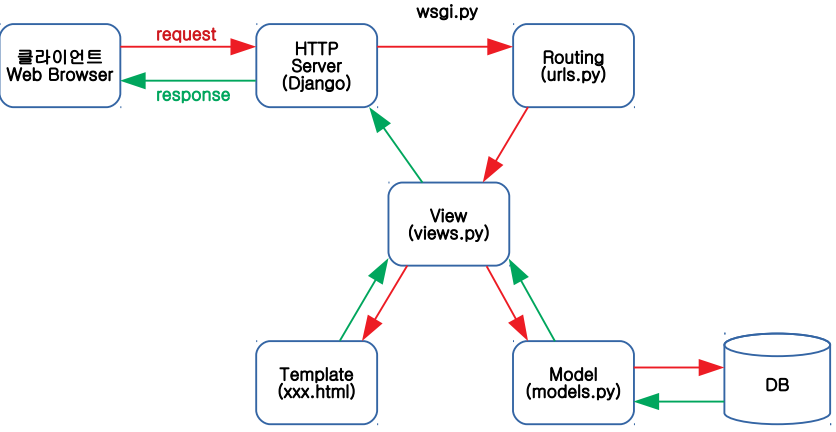 wsgi.py
클라이언트
Web Browser
request
response
HTTP
Server
(Django)
Routing
(urls.py)
View
(views.py)
Template
(xxx.html)
Model
(models.py)
DB